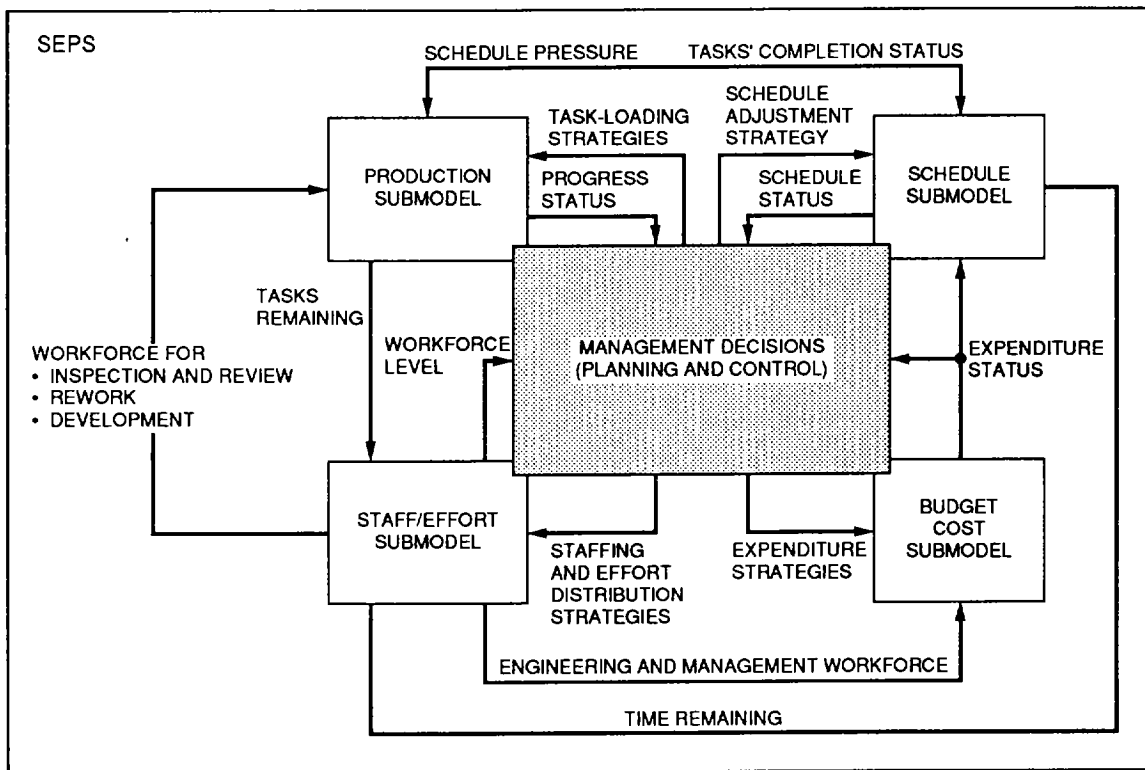 SEPS
SCHEDULE PRESSURE
TASKS' COMPLETION STATUS
TASK-LOADING
STRATEGIES
SCHEDULE
ADJUSTMENT
STRATEGY
PRODUCTION
SUBMODEL
PROGRESS
STATUS
SCHEDULE
STATUS
SCHEDULE
SUBMODEL
TASKS
REMAINING
WORKFORCE
LEVEL
MANAGEMENT DECISIONS
(PLANNING AND CONTROL)
EXPENDITURE
STATUS
WORKFORCE FOR
• INSPECTION AND REVIEW
• REWORK
• DEVELOPMENT
STAFF/EFFORT
SUBMODEL
BUDGET
COST
SUBMODEL
STAFFING
AND EFFORT
DISTRIBUTION
STRATEGIES
EXPENDITURE
STRATEGIES
ENGINEERING AND MANAGEMENT WORKFORCE
TIME REMAINING